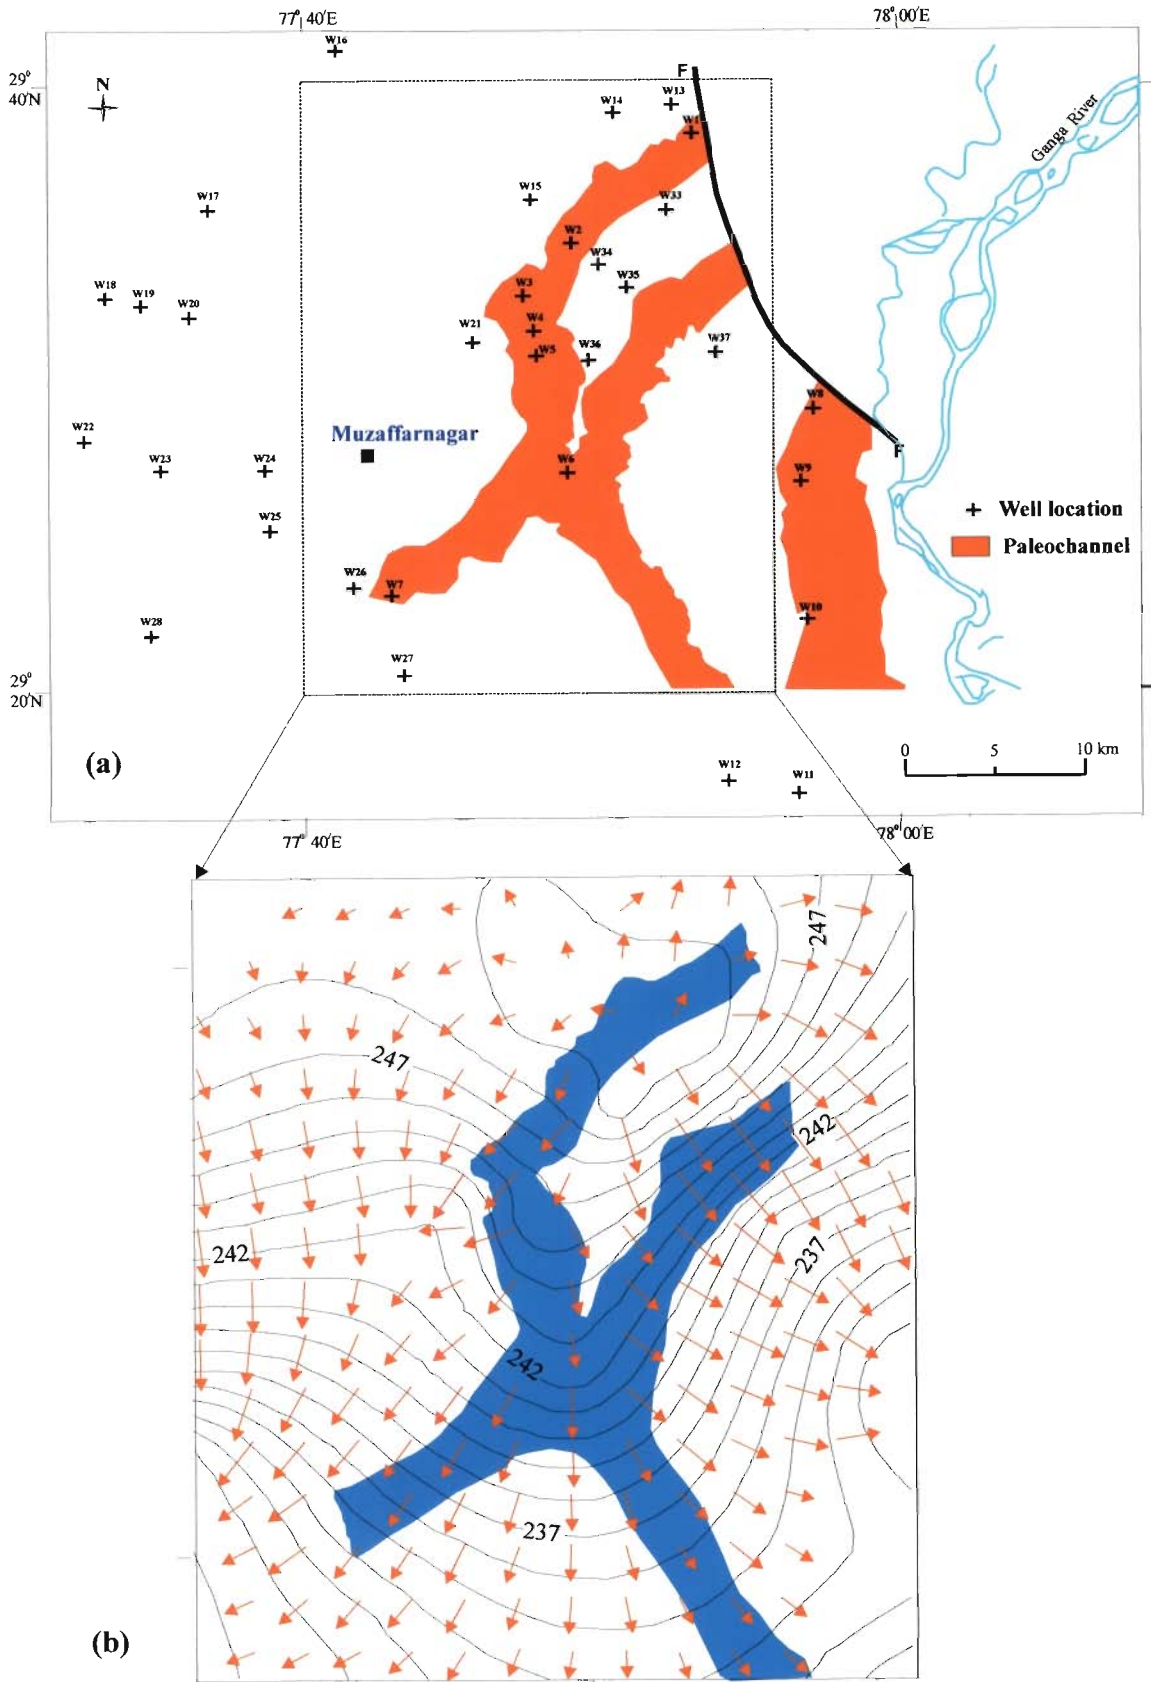 77° 40′E
78° 00′E
W16
29°
40′N
N
F
W13
W14
W1
Ganga River
W17
W15
W33
W2
W34
W18
W19
W20
W3
W35
W21
W4
W5
W36
W37
W8
W22
Muzaffarnagar
F
W23
W24
W6
W9
W25
Well location
Paleochannel
W26
W7
W10
W28
W27
29°
20′N
(a)
0 5 10 km
W12
W11
77° 40′E
78° 00′E
247
247
242
242
237
242
237
(b)